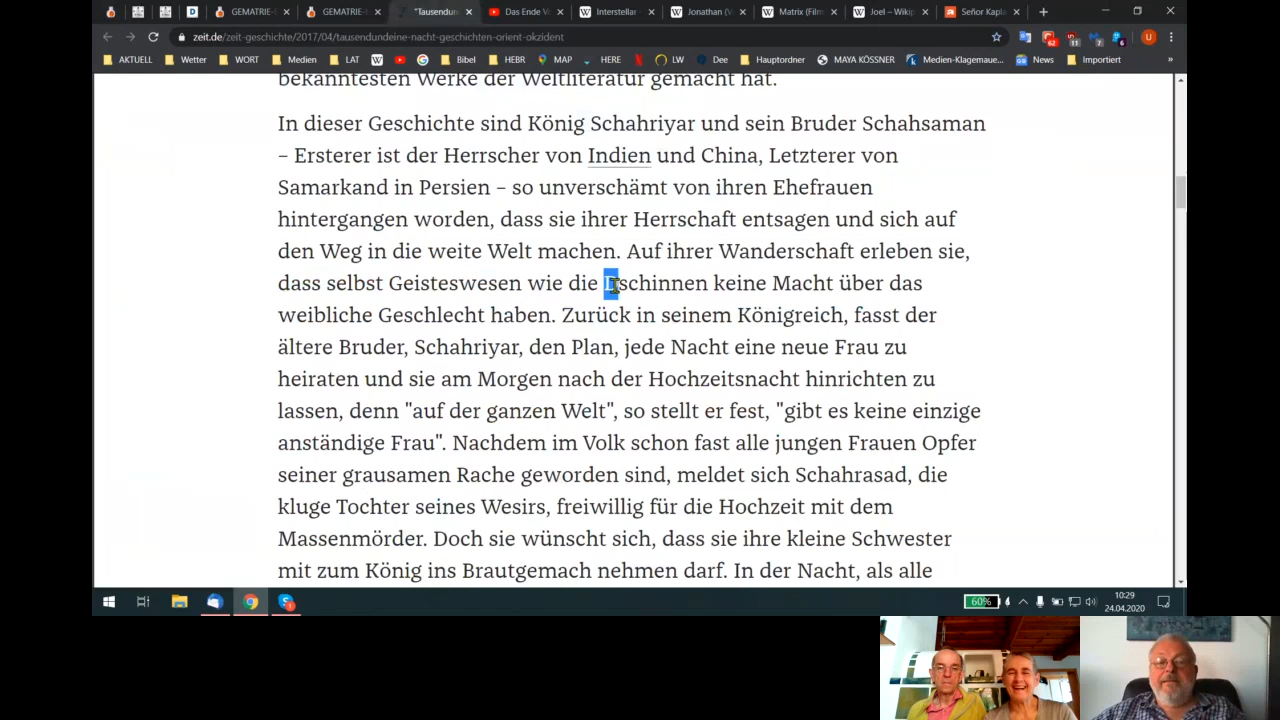 GEMATRIE-
GEMATRIE-
"Tausendun
Das Ende V
Interstellar
Jonathan (V
Matrix (Film
Joel – Wikip
Señor Kapla
zeit.de/zeit-geschichte/2017/04/tausendundeine-nacht-geschichten-orient-okzident
AKTUELL
Wetter
WORT
Medien
LAT
Bibel
HEBR
MAP
HERE
LW
Dee
Hauptordner
MAYA KÖSSNER
Medien-Klagemaue...
News
Importiert
bekanntesten Werke der Weltliteratur gemacht hat.
In dieser Geschichte sind König Schahriyar und sein Bruder Schahsaman
– Ersterer ist der Herrscher von Indien und China, Letzterer von
Samarkand in Persien – so unverschämt von ihren Ehefrauen
hintergangen worden, dass sie ihrer Herrschaft entsagen und sich auf
den Weg in die weite Welt machen. Auf ihrer Wanderschaft erleben sie,
dass selbst Geisteswesen wie die Dschinnen keine Macht über das
weibliche Geschlecht haben. Zurück in seinem Königreich, fasst der
ältere Bruder, Schahriyar, den Plan, jede Nacht eine neue Frau zu
heiraten und sie am Morgen nach der Hochzeitsnacht hinrichten zu
lassen, denn "auf der ganzen Welt", so stellt er fest, "gibt es keine einzige
anständige Frau". Nachdem im Volk schon fast alle jungen Frauen Opfer
seiner grausamen Rache geworden sind, meldet sich Schahrasad, die
kluge Tochter seines Wesirs, freiwillig für die Hochzeit mit dem
Massenmörder. Doch sie wünscht sich, dass sie ihre kleine Schwester
mit zum König ins Brautgemach nehmen darf. In der Nacht, als alle
60%
10:29
24.04.2020